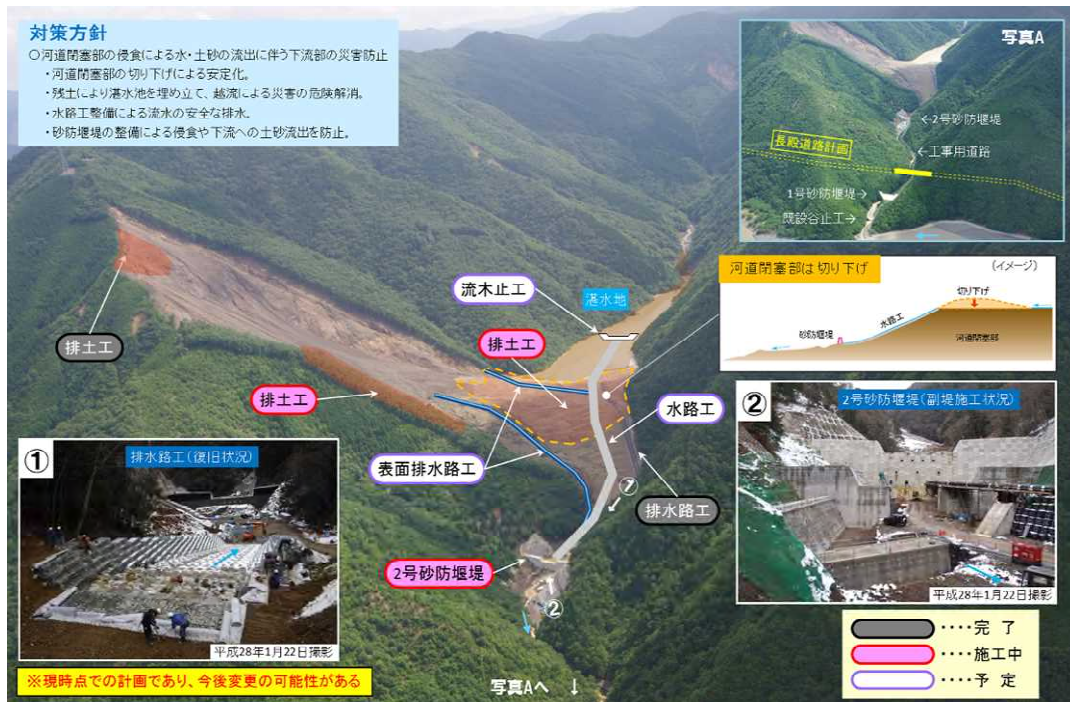 対策方針
○河道閉塞部の侵食による水・土砂の流出に伴う下流部の災害防止
・河道閉塞部の切り下げによる安定化。
・残土により湛水池を埋め立て、越流による災害の危険解消。
・水路工整備による流水の安全な排水。
・砂防堰堤の整備による侵食や下流への土砂流出を防止。
写真A
←2号砂防堰堤
長殿道路計画
←工事用道路
1号砂防堰堤→
既設谷止工→
河道閉塞部は切り下げ
(イメージ)
切り下げ
水路工
砂防堰堤
河道閉塞部
流木止工
湛水地
排土工
排土工
排土工
水路工
表面排水路工
排水路工
2号砂防堰堤
①
②
①
排水路工(復旧状況)
平成28年1月22日撮影
②
2号砂防堰堤(副堤施工状況)
平成28年1月22日撮影
････完 了
････施工中
････予 定
※現時点での計画であり、今後変更の可能性がある
写真Aへ ↓